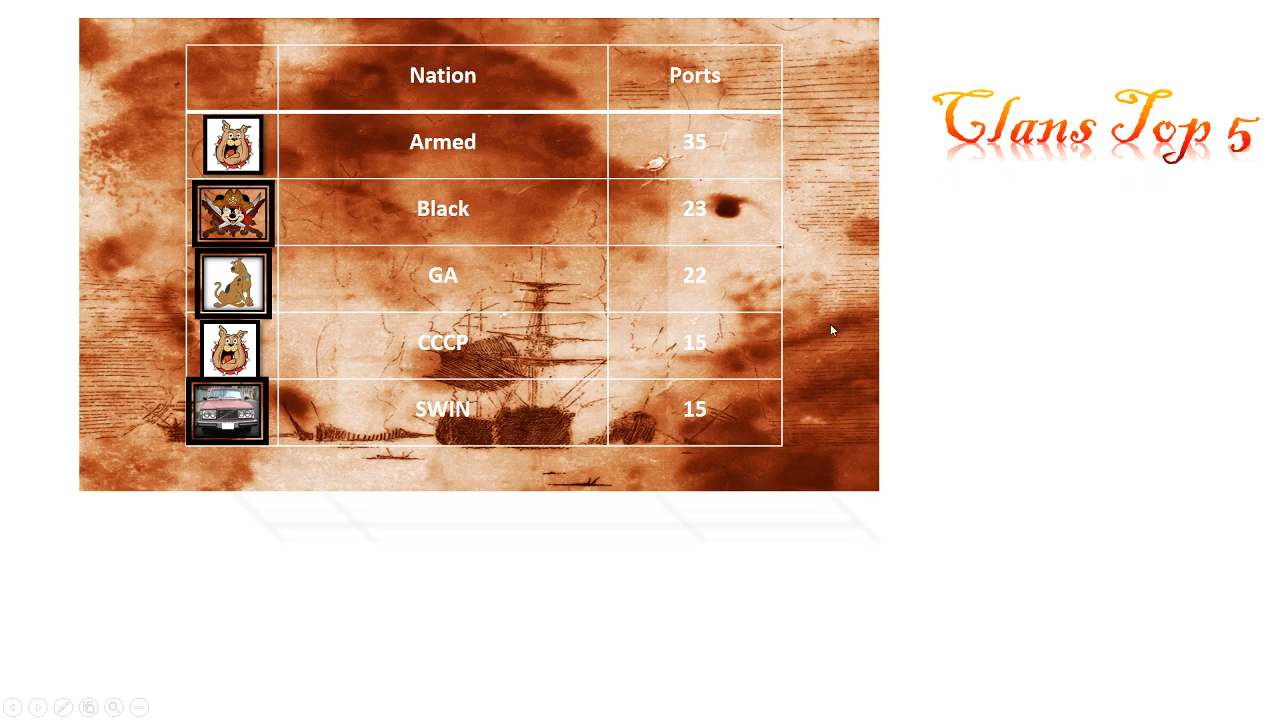 Clans Top 5
Nation Ports
Armed 35
Black 23
GA 22
CCCP 15
SWIN 15